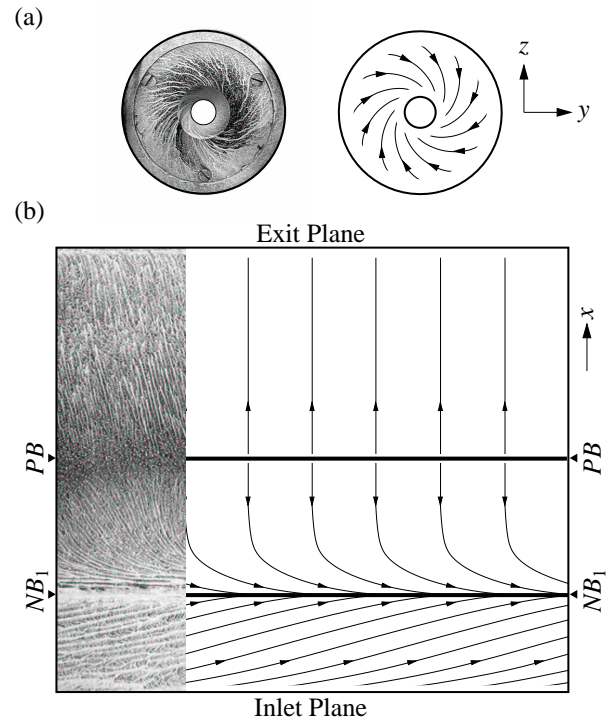 (a)
z
y
(b)
Exit Plane
x
PB
PB
NB₁
NB₁
Inlet Plane